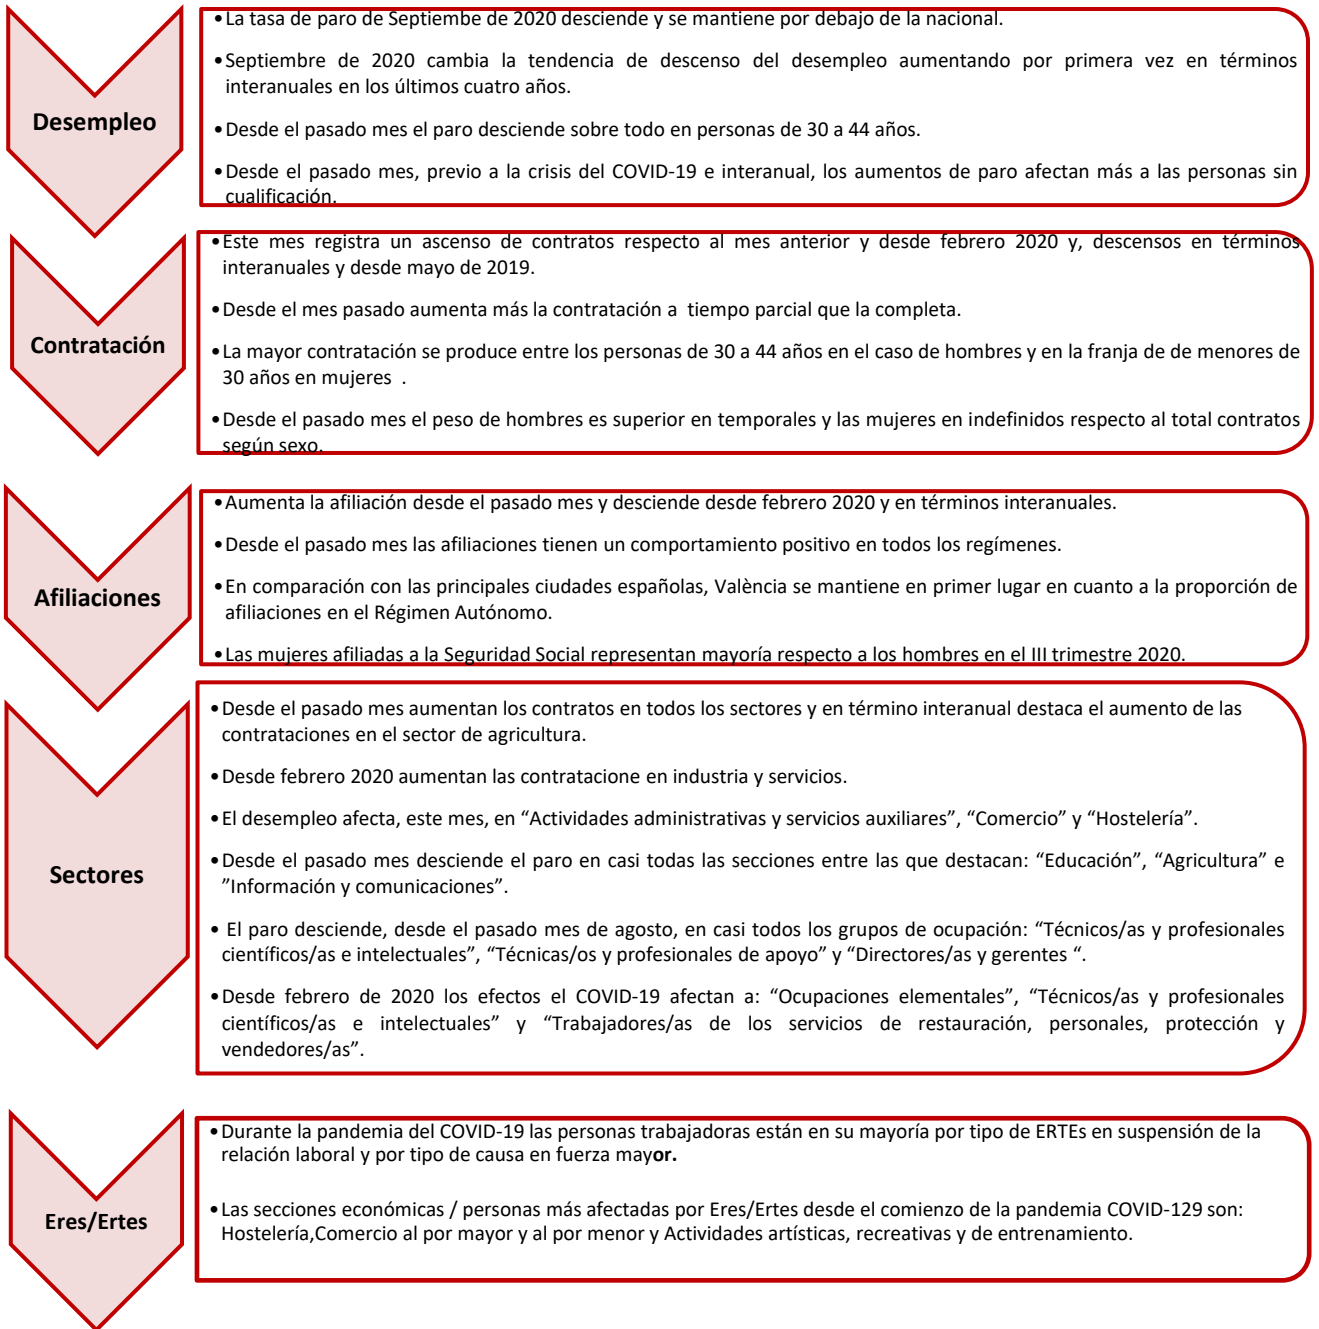 Desempleo
•La tasa de paro de Septiembe de 2020 desciende y se mantiene por debajo de la nacional.
•Septiembre de 2020 cambia la tendencia de descenso del desempleo aumentando por primera vez en términos
interanuales en los últimos cuatro años.
•Desde el pasado mes el paro desciende sobre todo en personas de 30 a 44 años.
•Desde el pasado mes, previo a la crisis del COVID-19 e interanual, los aumentos de paro afectan más a las personas sin
cualificación.
Contratación
•Este mes registra un ascenso de contratos respecto al mes anterior y desde febrero 2020 y, descensos en términos
interanuales y desde mayo de 2019.
•Desde el mes pasado aumenta más la contratación a tiempo parcial que la completa.
•La mayor contratación se produce entre los personas de 30 a 44 años en el caso de hombres y en la franja de de menores de
30 años en mujeres .
•Desde el pasado mes el peso de hombres es superior en temporales y las mujeres en indefinidos respecto al total contratos
según sexo.
Afiliaciones
•Aumenta la afiliación desde el pasado mes y desciende desde febrero 2020 y en términos interanuales.
•Desde el pasado mes las afiliaciones tienen un comportamiento positivo en todos los regímenes.
•En comparación con las principales ciudades españolas, València se mantiene en primer lugar en cuanto a la proporción de
afiliaciones en el Régimen Autónomo.
•Las mujeres afiliadas a la Seguridad Social representan mayoría respecto a los hombres en el III trimestre 2020.
Sectores
•Desde el pasado mes aumentan los contratos en todos los sectores y en término interanual destaca el aumento de las
contrataciones en el sector de agricultura.
•Desde febrero 2020 aumentan las contratacione en industria y servicios.
•El desempleo afecta, este mes, en “Actividades administrativas y servicios auxiliares”, “Comercio” y “Hostelería”.
•Desde el pasado mes desciende el paro en casi todas las secciones entre las que destacan: “Educación”, “Agricultura” e
”Información y comunicaciones”.
• El paro desciende, desde el pasado mes de agosto, en casi todos los grupos de ocupación: “Técnicos/as y profesionales
científicos/as e intelectuales”, “Técnicas/os y profesionales de apoyo” y “Directores/as y gerentes “.
•Desde febrero de 2020 los efectos el COVID-19 afectan a: “Ocupaciones elementales”, “Técnicos/as y profesionales
científicos/as e intelectuales” y “Trabajadores/as de los servicios de restauración, personales, protección y
vendedores/as”.
Eres/Ertes
•Durante la pandemia del COVID-19 las personas trabajadoras están en su mayoría por tipo de ERTEs en suspensión de la
relación laboral y por tipo de causa en fuerza mayor.
•Las secciones económicas / personas más afectadas por Eres/Ertes desde el comienzo de la pandemia COVID-129 son:
Hostelería,Comercio al por mayor y al por menor y Actividades artísticas, recreativas y de entrenamiento.